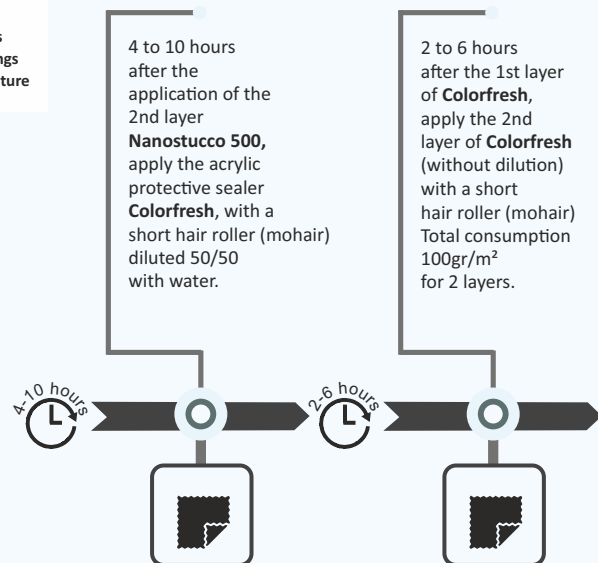 s
ngs
ture
4 to 10 hours
after the
application of the
2nd layer
Nanostucco 500,
apply the acrylic
protective sealer
Colorfresh, with a
short hair roller (mohair)
diluted 50/50
with water.
2 to 6 hours
after the 1st layer
of Colorfresh,
apply the 2nd
layer of Colorfresh
(without dilution)
with a short
hair roller (mohair)
Total consumption
100gr/m²
for 2 layers.
4-10 hours
2-6 hours